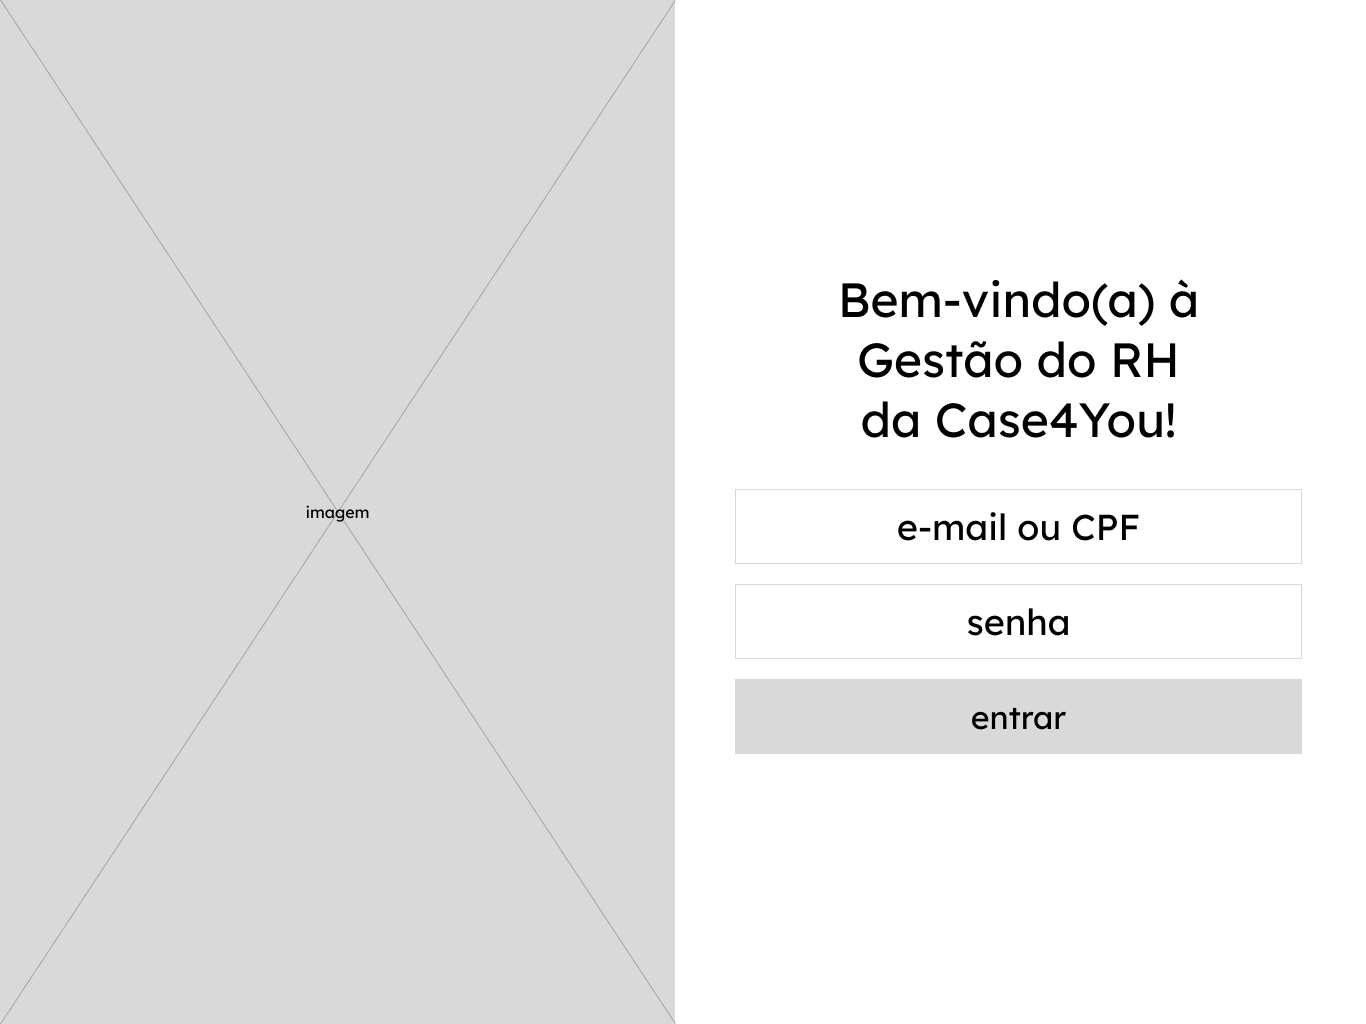 imagem
Bem-vindo(a) à
Gestão do RH
da Case4You!
e-mail ou CPF
senha
entrar